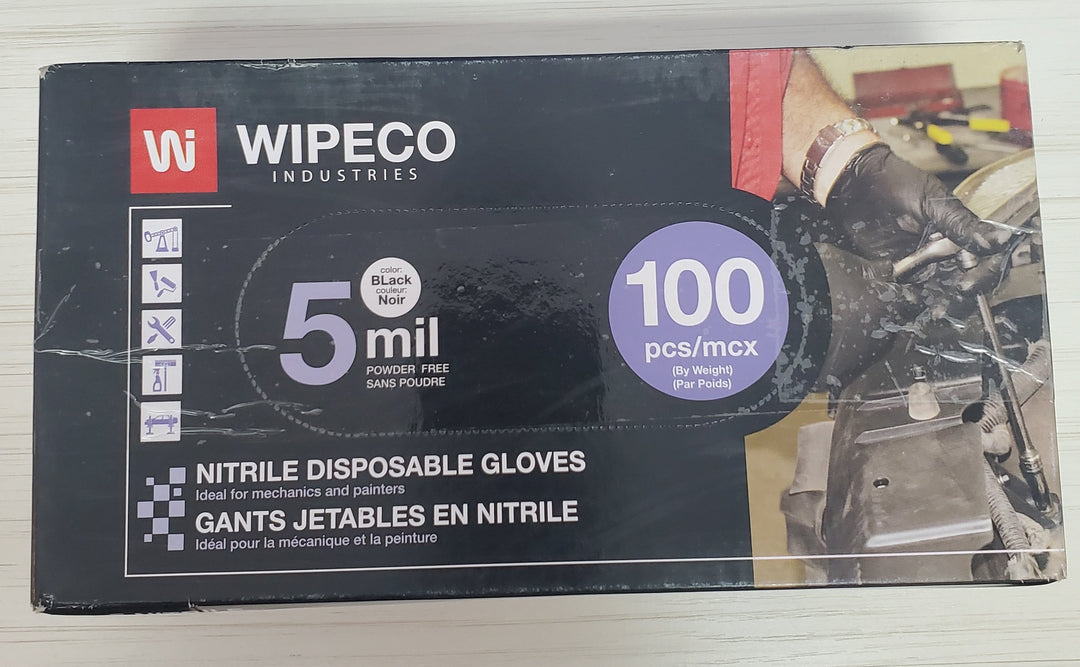 Wi
WIPECO
INDUSTRIES
color:
BLack
couleur:
Noir
5
mil
POWDER FREE
SANS POUDRE
100
pcs/mcx
(By Weight)
(Par Poids)
NITRILE DISPOSABLE GLOVES
Ideal for mechanics and painters
GANTS JETABLES EN NITRILE
Idéal pour la mécanique et la peinture